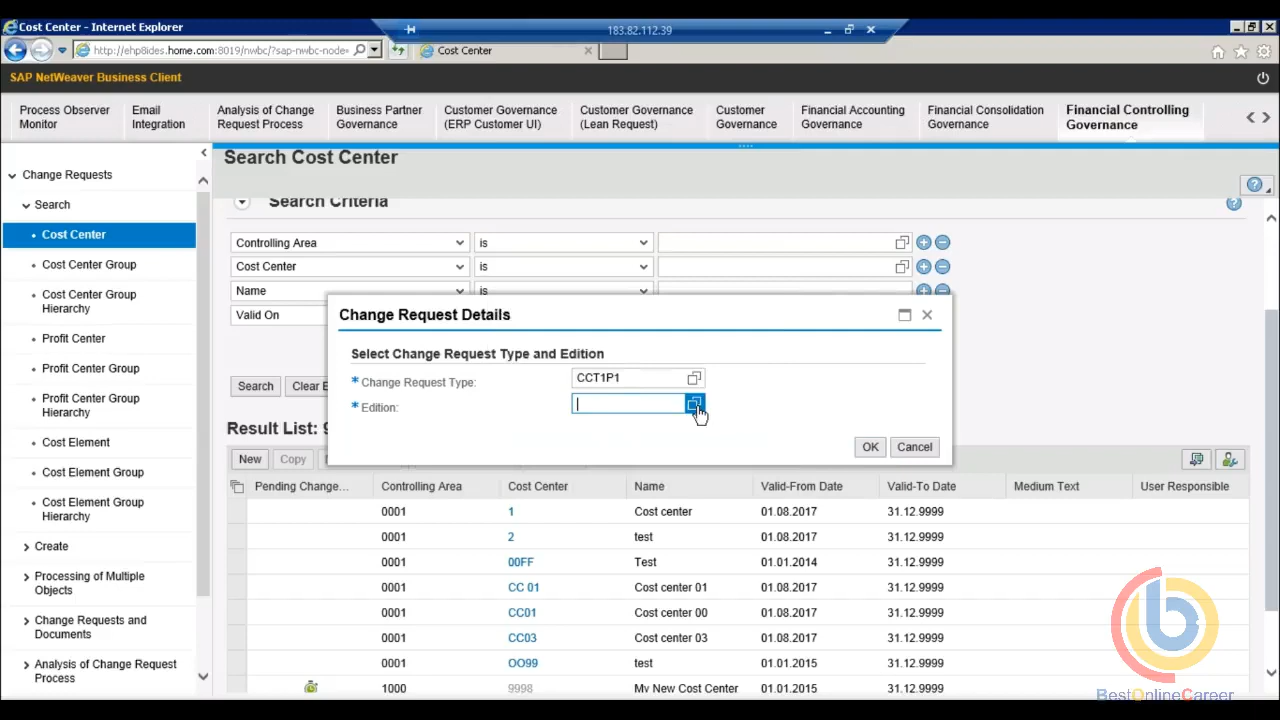 Cost Center - Internet Explorer
183.82.112.39
http://ehp8ides.home.com:8019/nwbc/?sap-nwbc-node=
Cost Center
SAP NetWeaver Business Client
Process Observer Monitor
Email Integration
Analysis of Change Request Process
Business Partner Governance
Customer Governance (ERP Customer UI)
Customer Governance (Lean Request)
Customer Governance
Financial Accounting Governance
Financial Consolidation Governance
Financial Controlling Governance
Change Requests
Search
Cost Center
Cost Center Group
Cost Center Group Hierarchy
Profit Center
Profit Center Group
Profit Center Group Hierarchy
Cost Element
Cost Element Group
Cost Element Group Hierarchy
Create
Processing of Multiple Objects
Change Requests and Documents
Analysis of Change Request Process
Search Cost Center
Search Criteria
Controlling Area is
Cost Center is
Name is
Valid On
Search Clear E
Change Request Details
Select Change Request Type and Edition
* Change Request Type: CCT1P1
* Edition:
OK Cancel
Result List: 9
New Copy
Pending Change... Controlling Area Cost Center Name Valid-From Date Valid-To Date Medium Text User Responsible
0001 1 Cost center 01.08.2017 31.12.9999
0001 2 test 01.08.2017 31.12.9999
0001 00FF Test 01.01.2014 31.12.9999
0001 CC 01 Cost center 01 01.08.2017 31.12.9999
0001 CC01 Cost center 00 01.08.2017 31.12.9999
0001 CC03 Cost center 03 01.08.2017 31.12.9999
0001 OO99 test 01.01.2015 31.12.9999
1000 9998 My New Cost Center 01.01.2015 31.12.9999
b
BestOnlineCareer